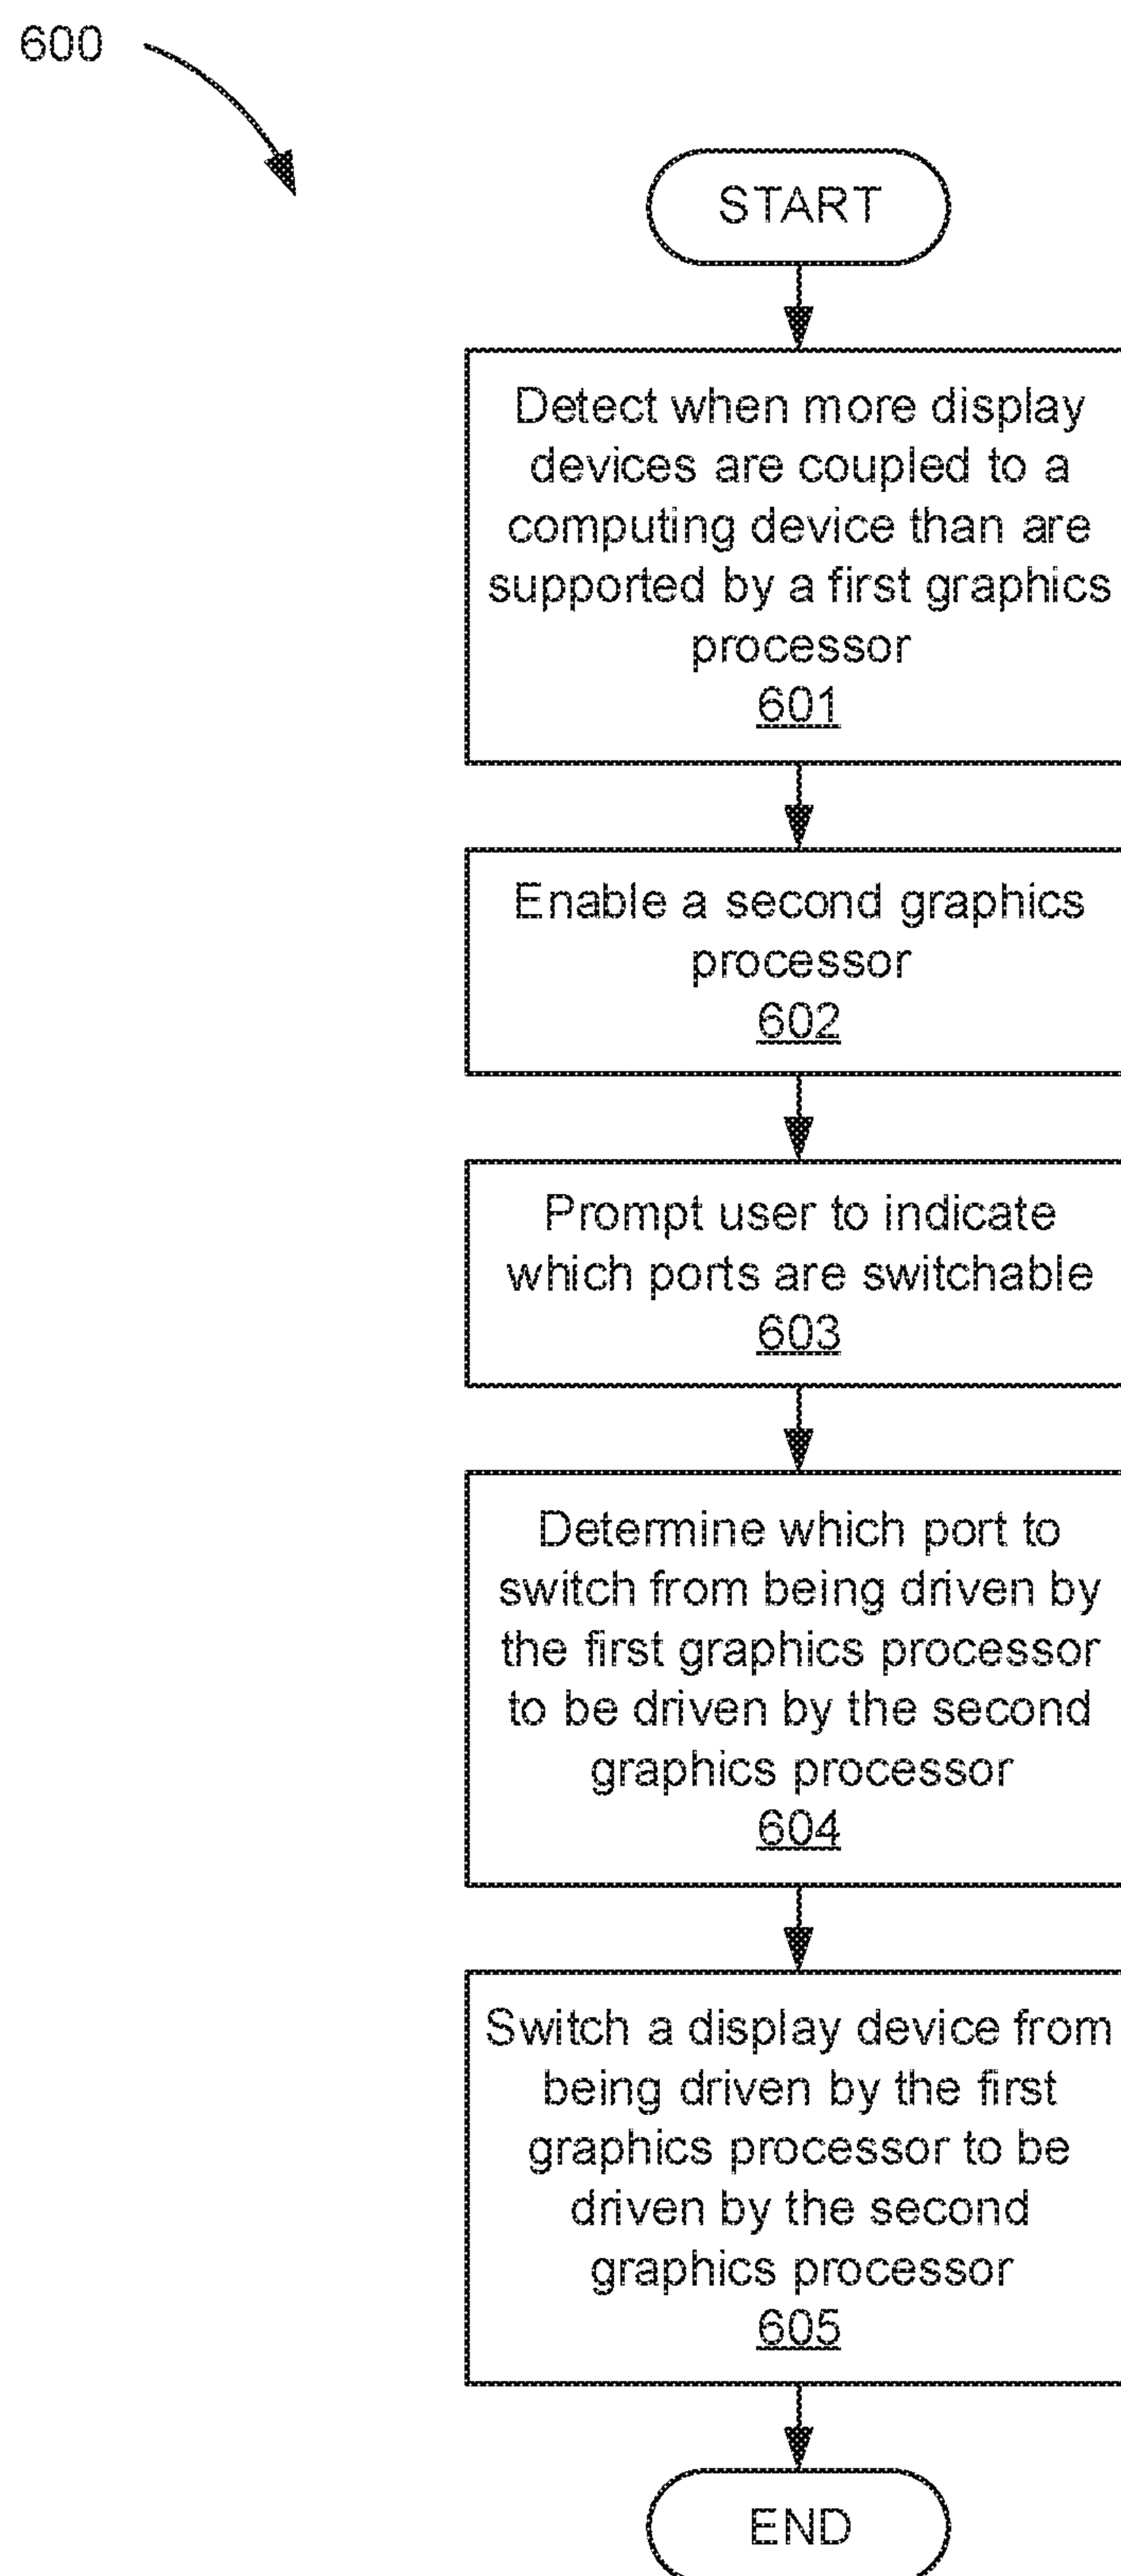 600
START
Detect when more display
devices are coupled to a
computing device than are
supported by a first graphics
processor
601
Enable a second graphics
processor
602
Prompt user to indicate
which ports are switchable
603
Determine which port to
switch from being driven by
the first graphics processor
to be driven by the second
graphics processor
604
Switch a display device from
being driven by the first
graphics processor to be
driven by the second
graphics processor
605
END